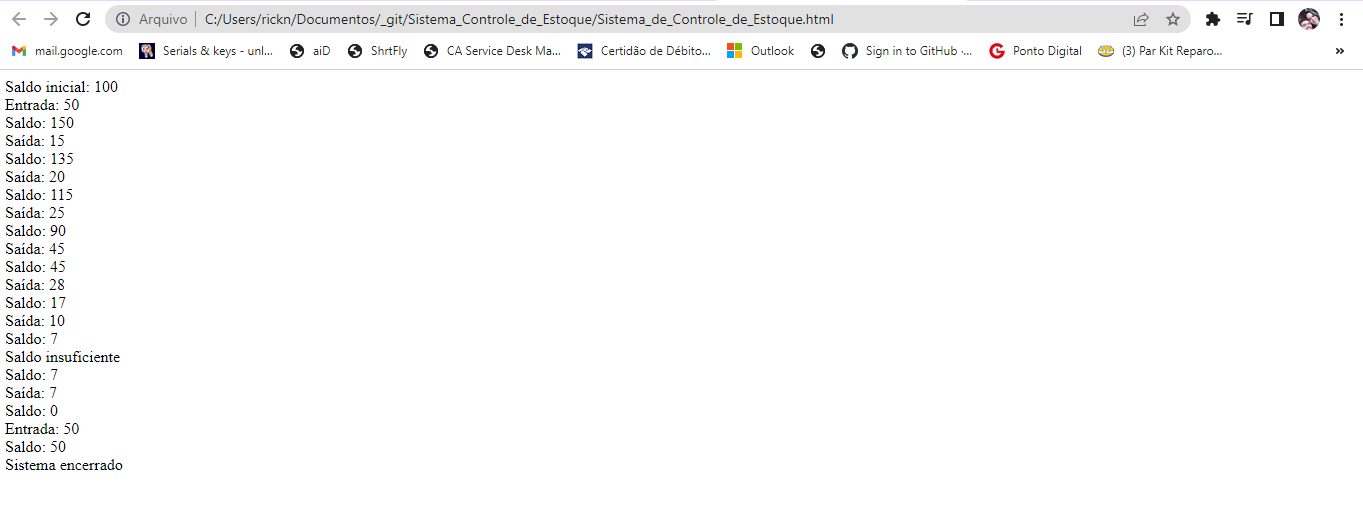 Arquivo C:/Users/rickn/Documentos/_git/Sistema_Controle_de_Estoque/Sistema_de_Controle_de_Estoque.html
mail.google.com Serials & keys - unl... aiD ShrtFly CA Service Desk Ma... Certidão de Débito... Outlook Sign in to GitHub ·... Ponto Digital (3) Par Kit Reparo... »
Saldo inicial: 100
Entrada: 50
Saldo: 150
Saída: 15
Saldo: 135
Saída: 20
Saldo: 115
Saída: 25
Saldo: 90
Saída: 45
Saldo: 45
Saída: 28
Saldo: 17
Saída: 10
Saldo: 7
Saldo insuficiente
Saldo: 7
Saída: 7
Saldo: 0
Entrada: 50
Saldo: 50
Sistema encerrado